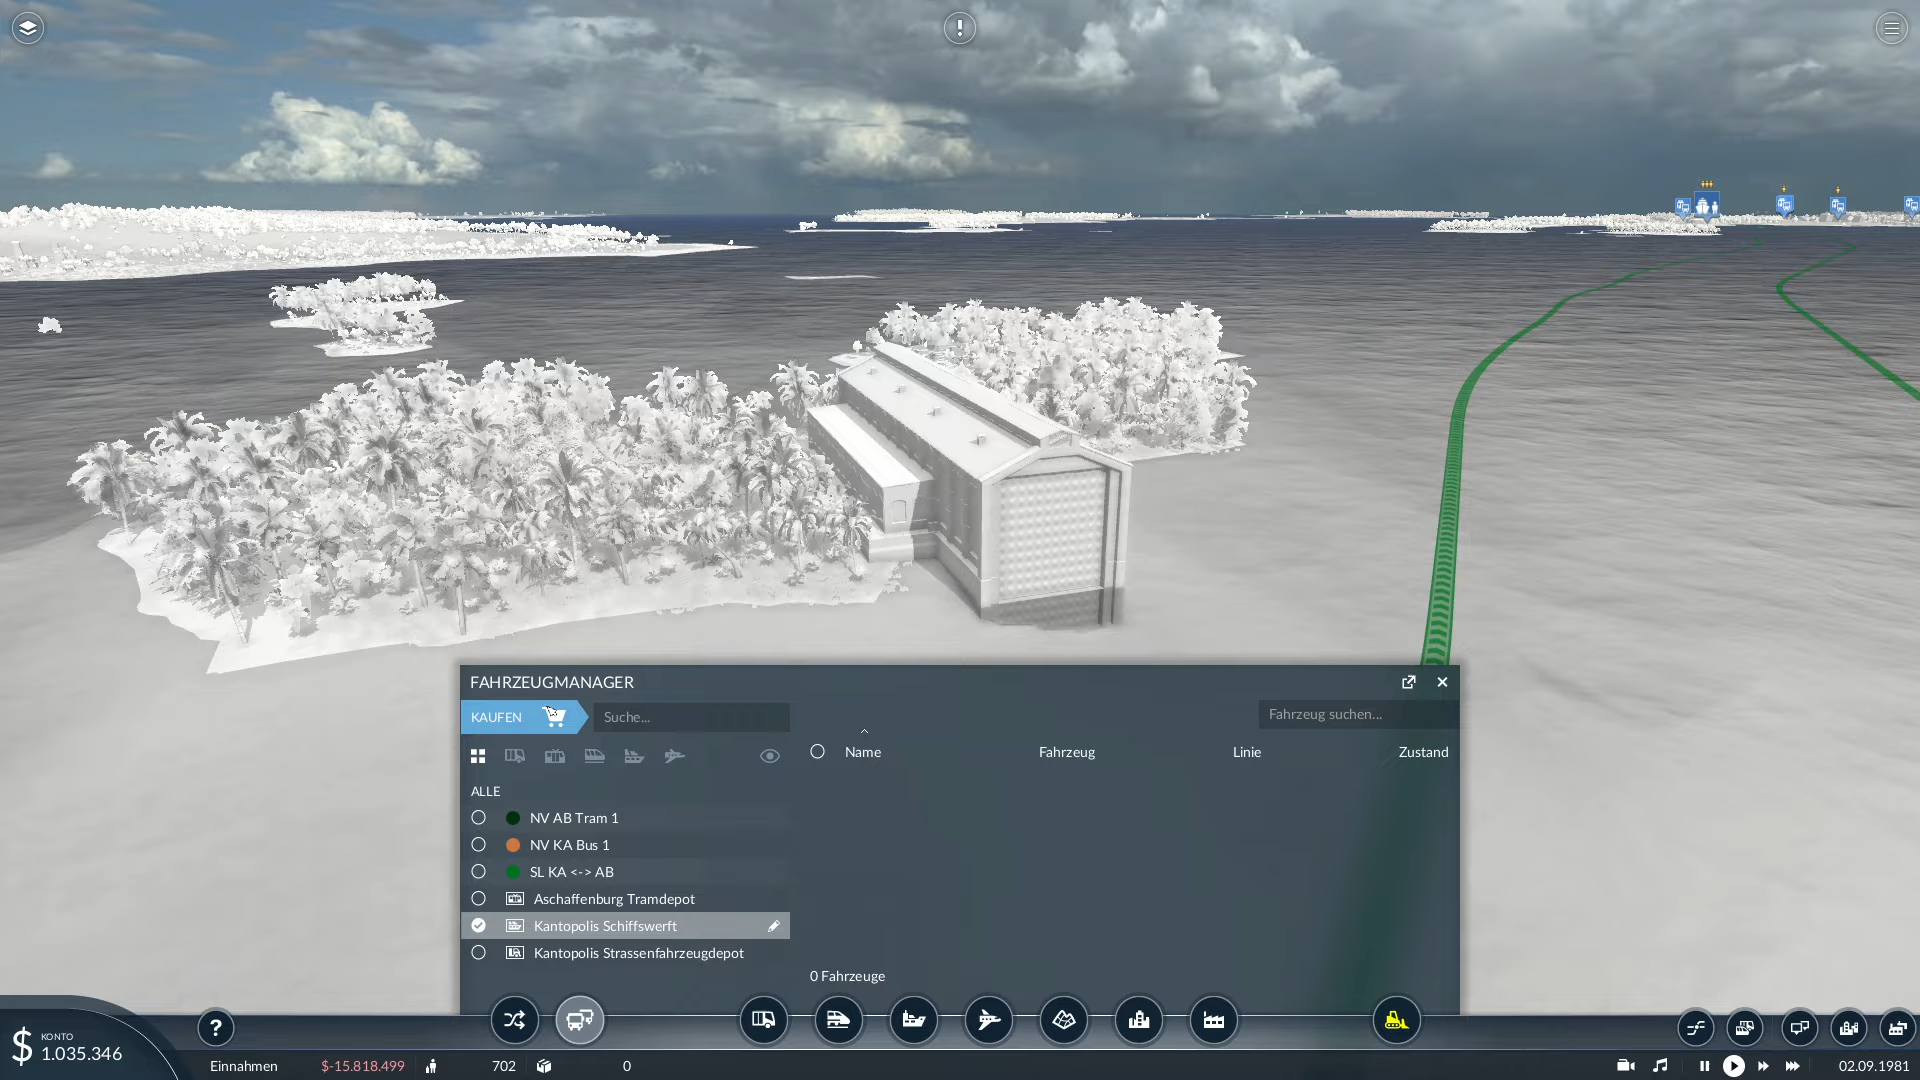 FAHRZEUGMANAGER
KAUFEN
Suche...
Fahrzeug suchen...
Name Fahrzeug Linie Zustand
ALLE
NV AB Tram 1
NV KA Bus 1
SL KA <-> AB
Aschaffenburg Tramdepot
Kantopolis Schiffswerft
Kantopolis Strassenfahrzeugdepot
0 Fahrzeuge
?
$ KONTO
1.035.346
Einnahmen $-15.818.499 702 0 02.09.1981